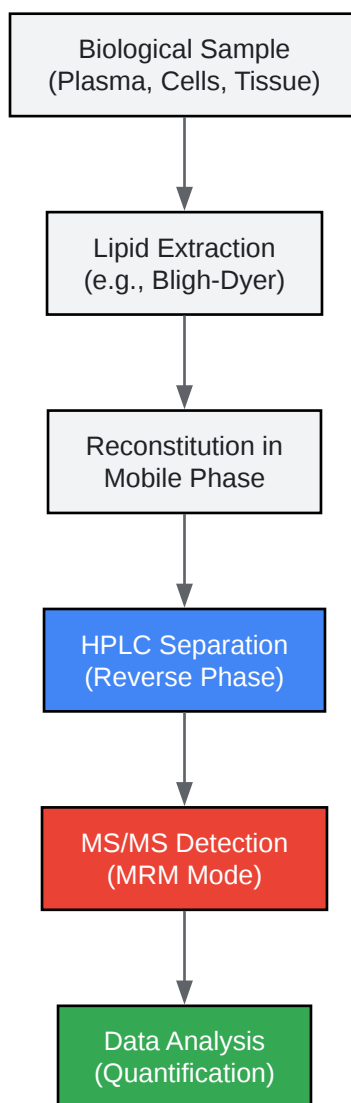 Biological Sample
(Plasma, Cells, Tissue)
Lipid Extraction
(e.g., Bligh-Dyer)
Reconstitution in
Mobile Phase
HPLC Separation
(Reverse Phase)
MS/MS Detection
(MRM Mode)
Data Analysis
(Quantification)